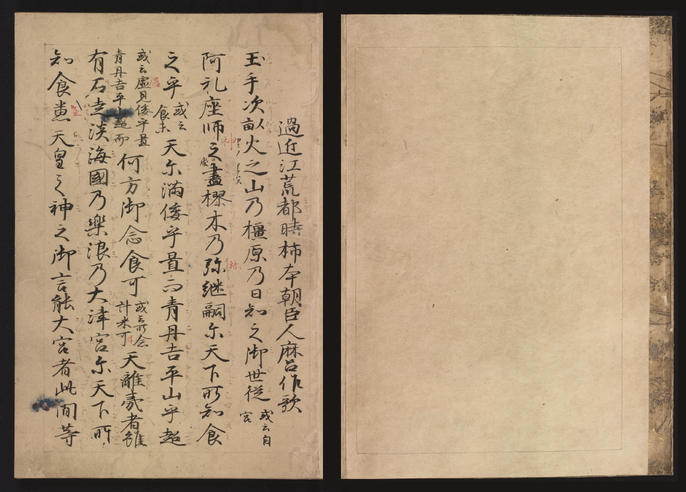 過近江荒都時柿本朝臣人麻呂作歌
玉手次畝火之山乃橿原乃日知之御世従或云自宮
阿礼座師神之盡樛木乃弥継嗣尓天下所知食
之乎或云食来天尓満倭乎置而青丹吉平山乎超
或云虚見倭乎置青丹吉平山超而何方御念食可或云所念計米可天離夷者雖
有石走淡海國乃樂浪乃大津宮尓天下所
知食兼天皇之神之御言能大宮者此間等